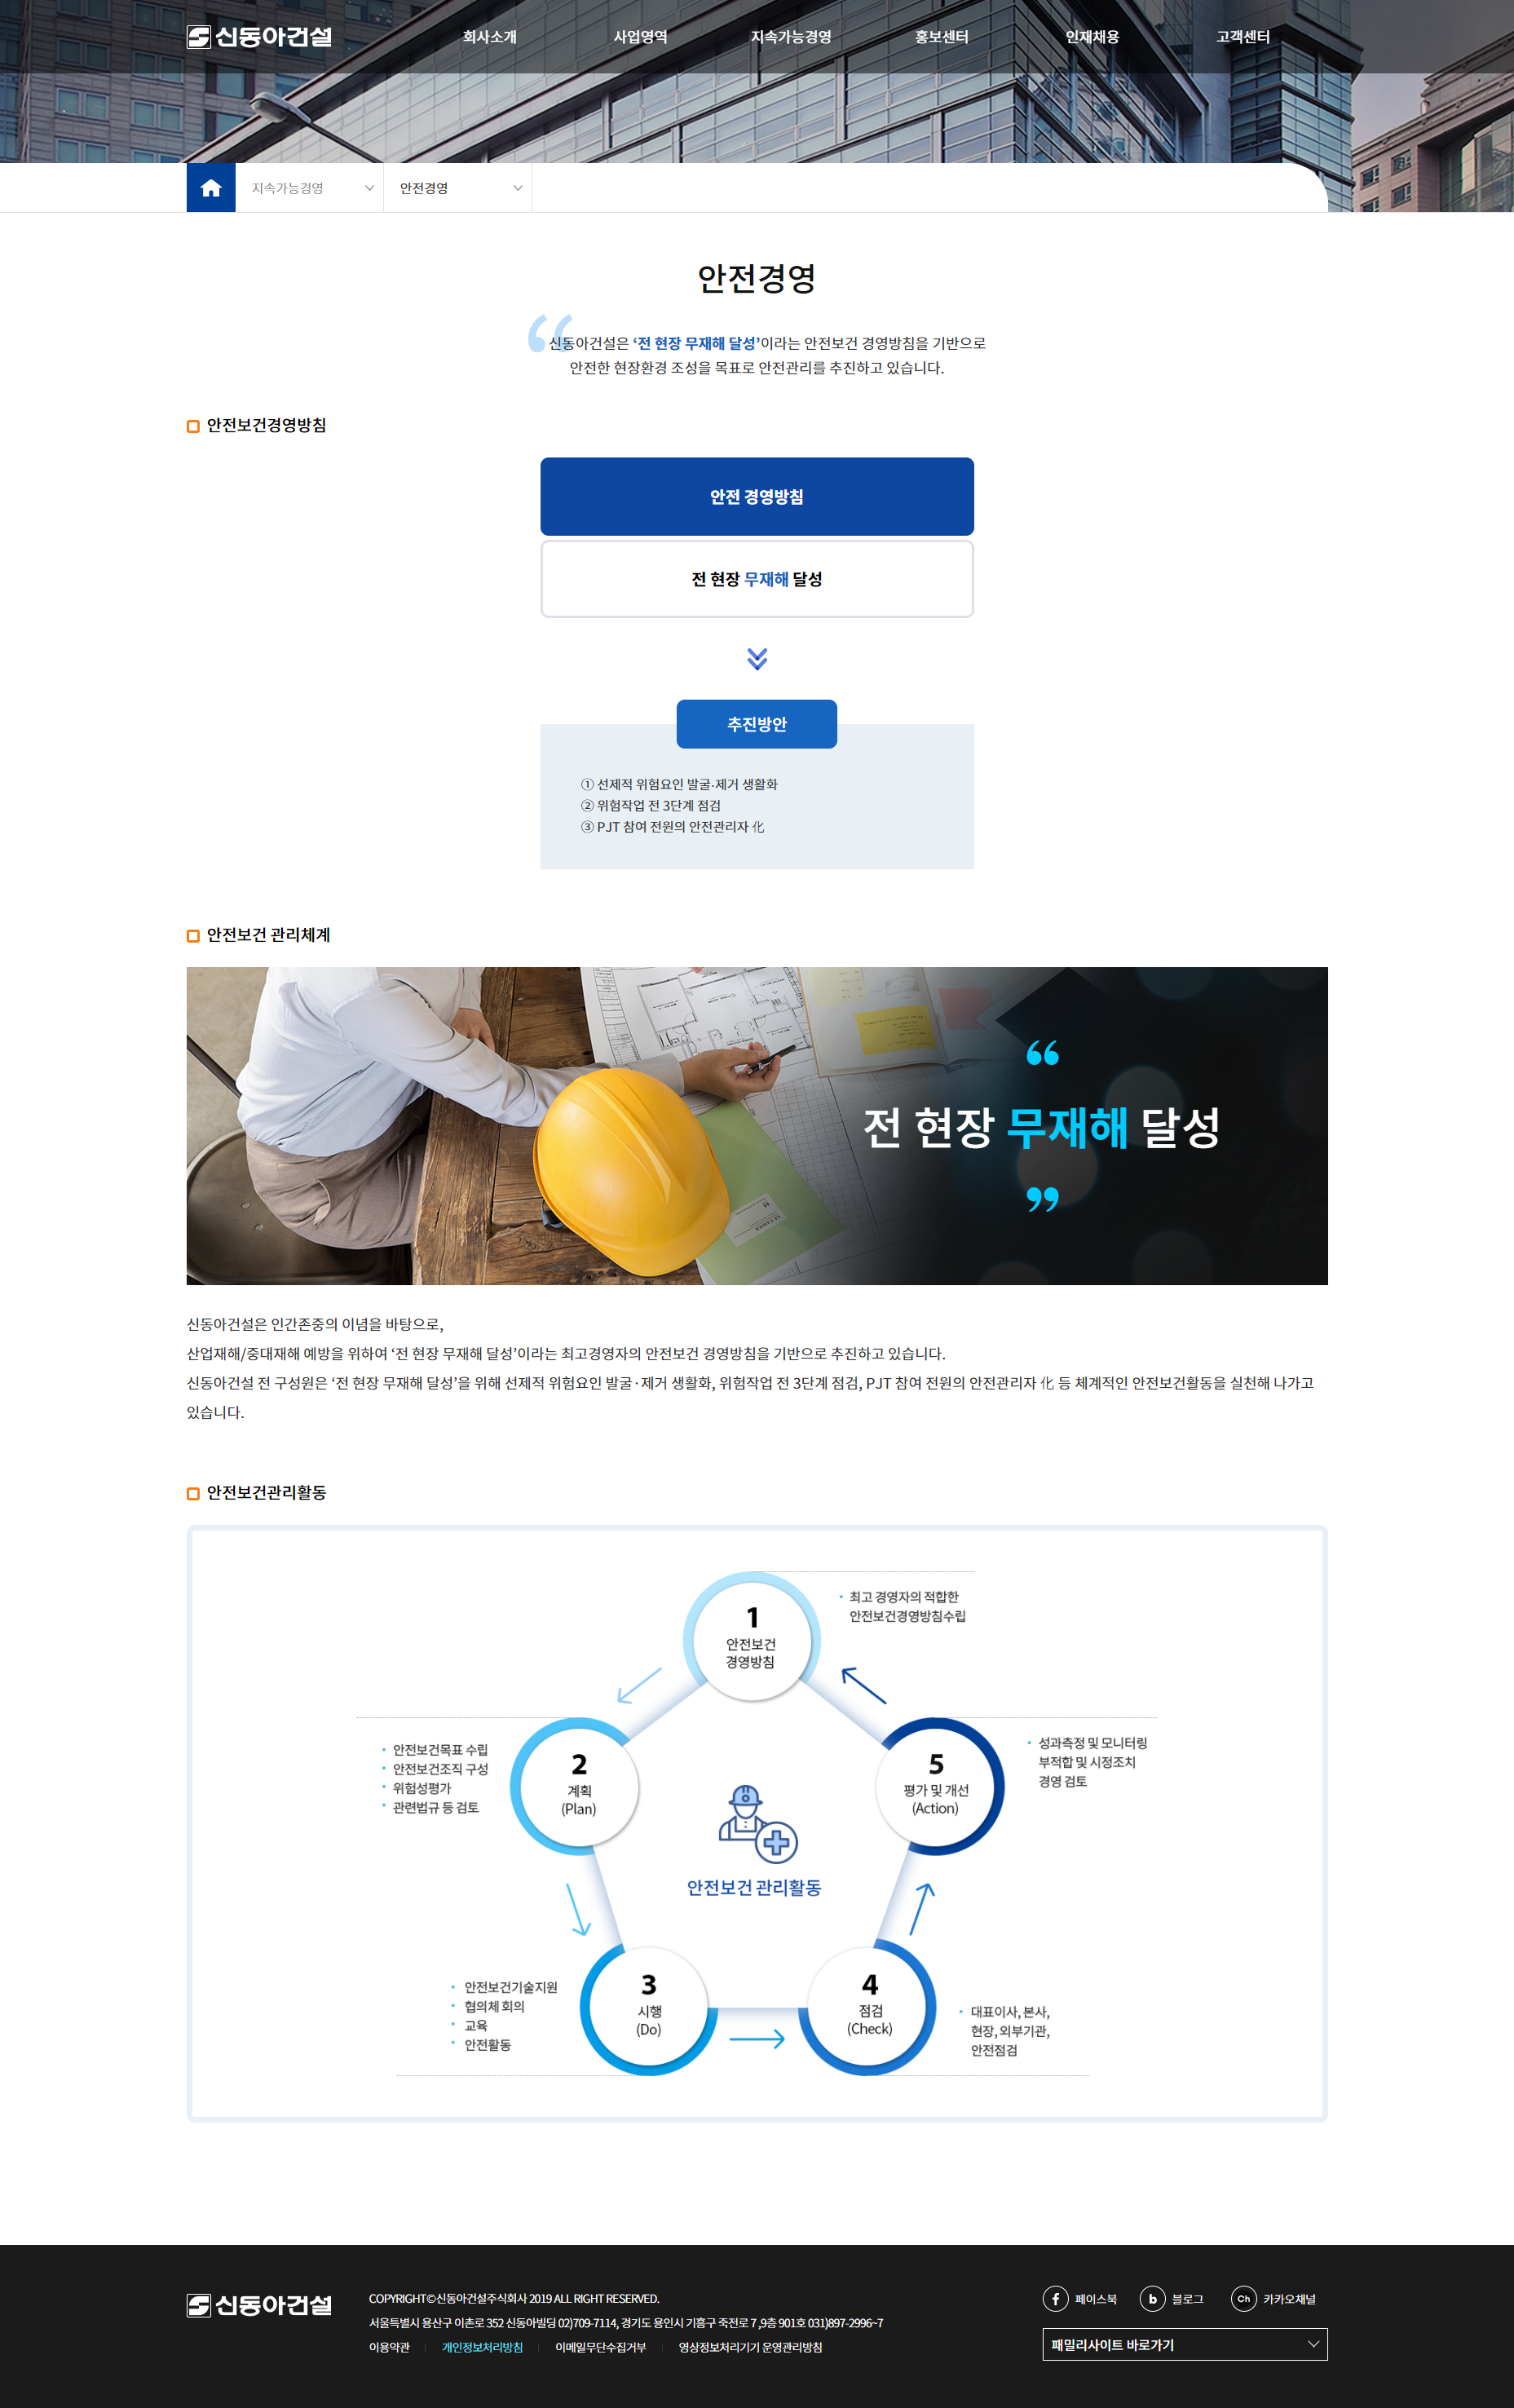 신동아건설
회사소개
사업영역
지속가능경영
홍보센터
인재채용
고객센터
지속가능경영
안전경영
안전경영
신동아건설은 ‘전 현장 무재해 달성’이라는 안전보건 경영방침을 기반으로
안전한 현장환경 조성을 목표로 안전관리를 추진하고 있습니다.
안전보건경영방침
안전 경영방침
전 현장 무재해 달성
추진방안
① 선제적 위험요인 발굴·제거 생활화
② 위험작업 전 3단계 점검
③ PJT 참여 전원의 안전관리자 化
안전보건 관리체계
“
전 현장 무재해 달성
”
신동아건설은 인간존중의 이념을 바탕으로,
산업재해/중대재해 예방을 위하여 ‘전 현장 무재해 달성’이라는 최고경영자의 안전보건 경영방침을 기반으로 추진하고 있습니다.
신동아건설 전 구성원은 ‘전 현장 무재해 달성’을 위해 선제적 위험요인 발굴·제거 생활화, 위험작업 전 3단계 점검, PJT 참여 전원의 안전관리자 化 등 체계적인 안전보건활동을 실천해 나가고
있습니다.
안전보건관리활동
1
안전보건
경영방침
• 최고 경영자의 적합한
안전보건경영방침수립
2
계획
(Plan)
• 안전보건목표 수립
• 안전보건조직 구성
• 위험성평가
• 관련법규 등 검토
5
평가 및 개선
(Action)
• 성과측정 및 모니터링
부적합 및 시정조치
경영 검토
안전보건 관리활동
3
시행
(Do)
• 안전보건기술지원
• 협의체 회의
• 교육
• 안전활동
4
점검
(Check)
• 대표이사, 본사,
현장, 외부기관,
안전점검
신동아건설
COPYRIGHT©신동아건설주식회사 2019 ALL RIGHT RESERVED.
서울특별시 용산구 이촌로 352 신동아빌딩 02)709-7114, 경기도 용인시 기흥구 죽전로 7 ,9층 901호 031)897-2996~7
이용약관
개인정보처리방침
이메일무단수집거부
영상정보처리기기 운영관리방침
f 페이스북
b 블로그
Ch 카카오채널
패밀리사이트 바로가기